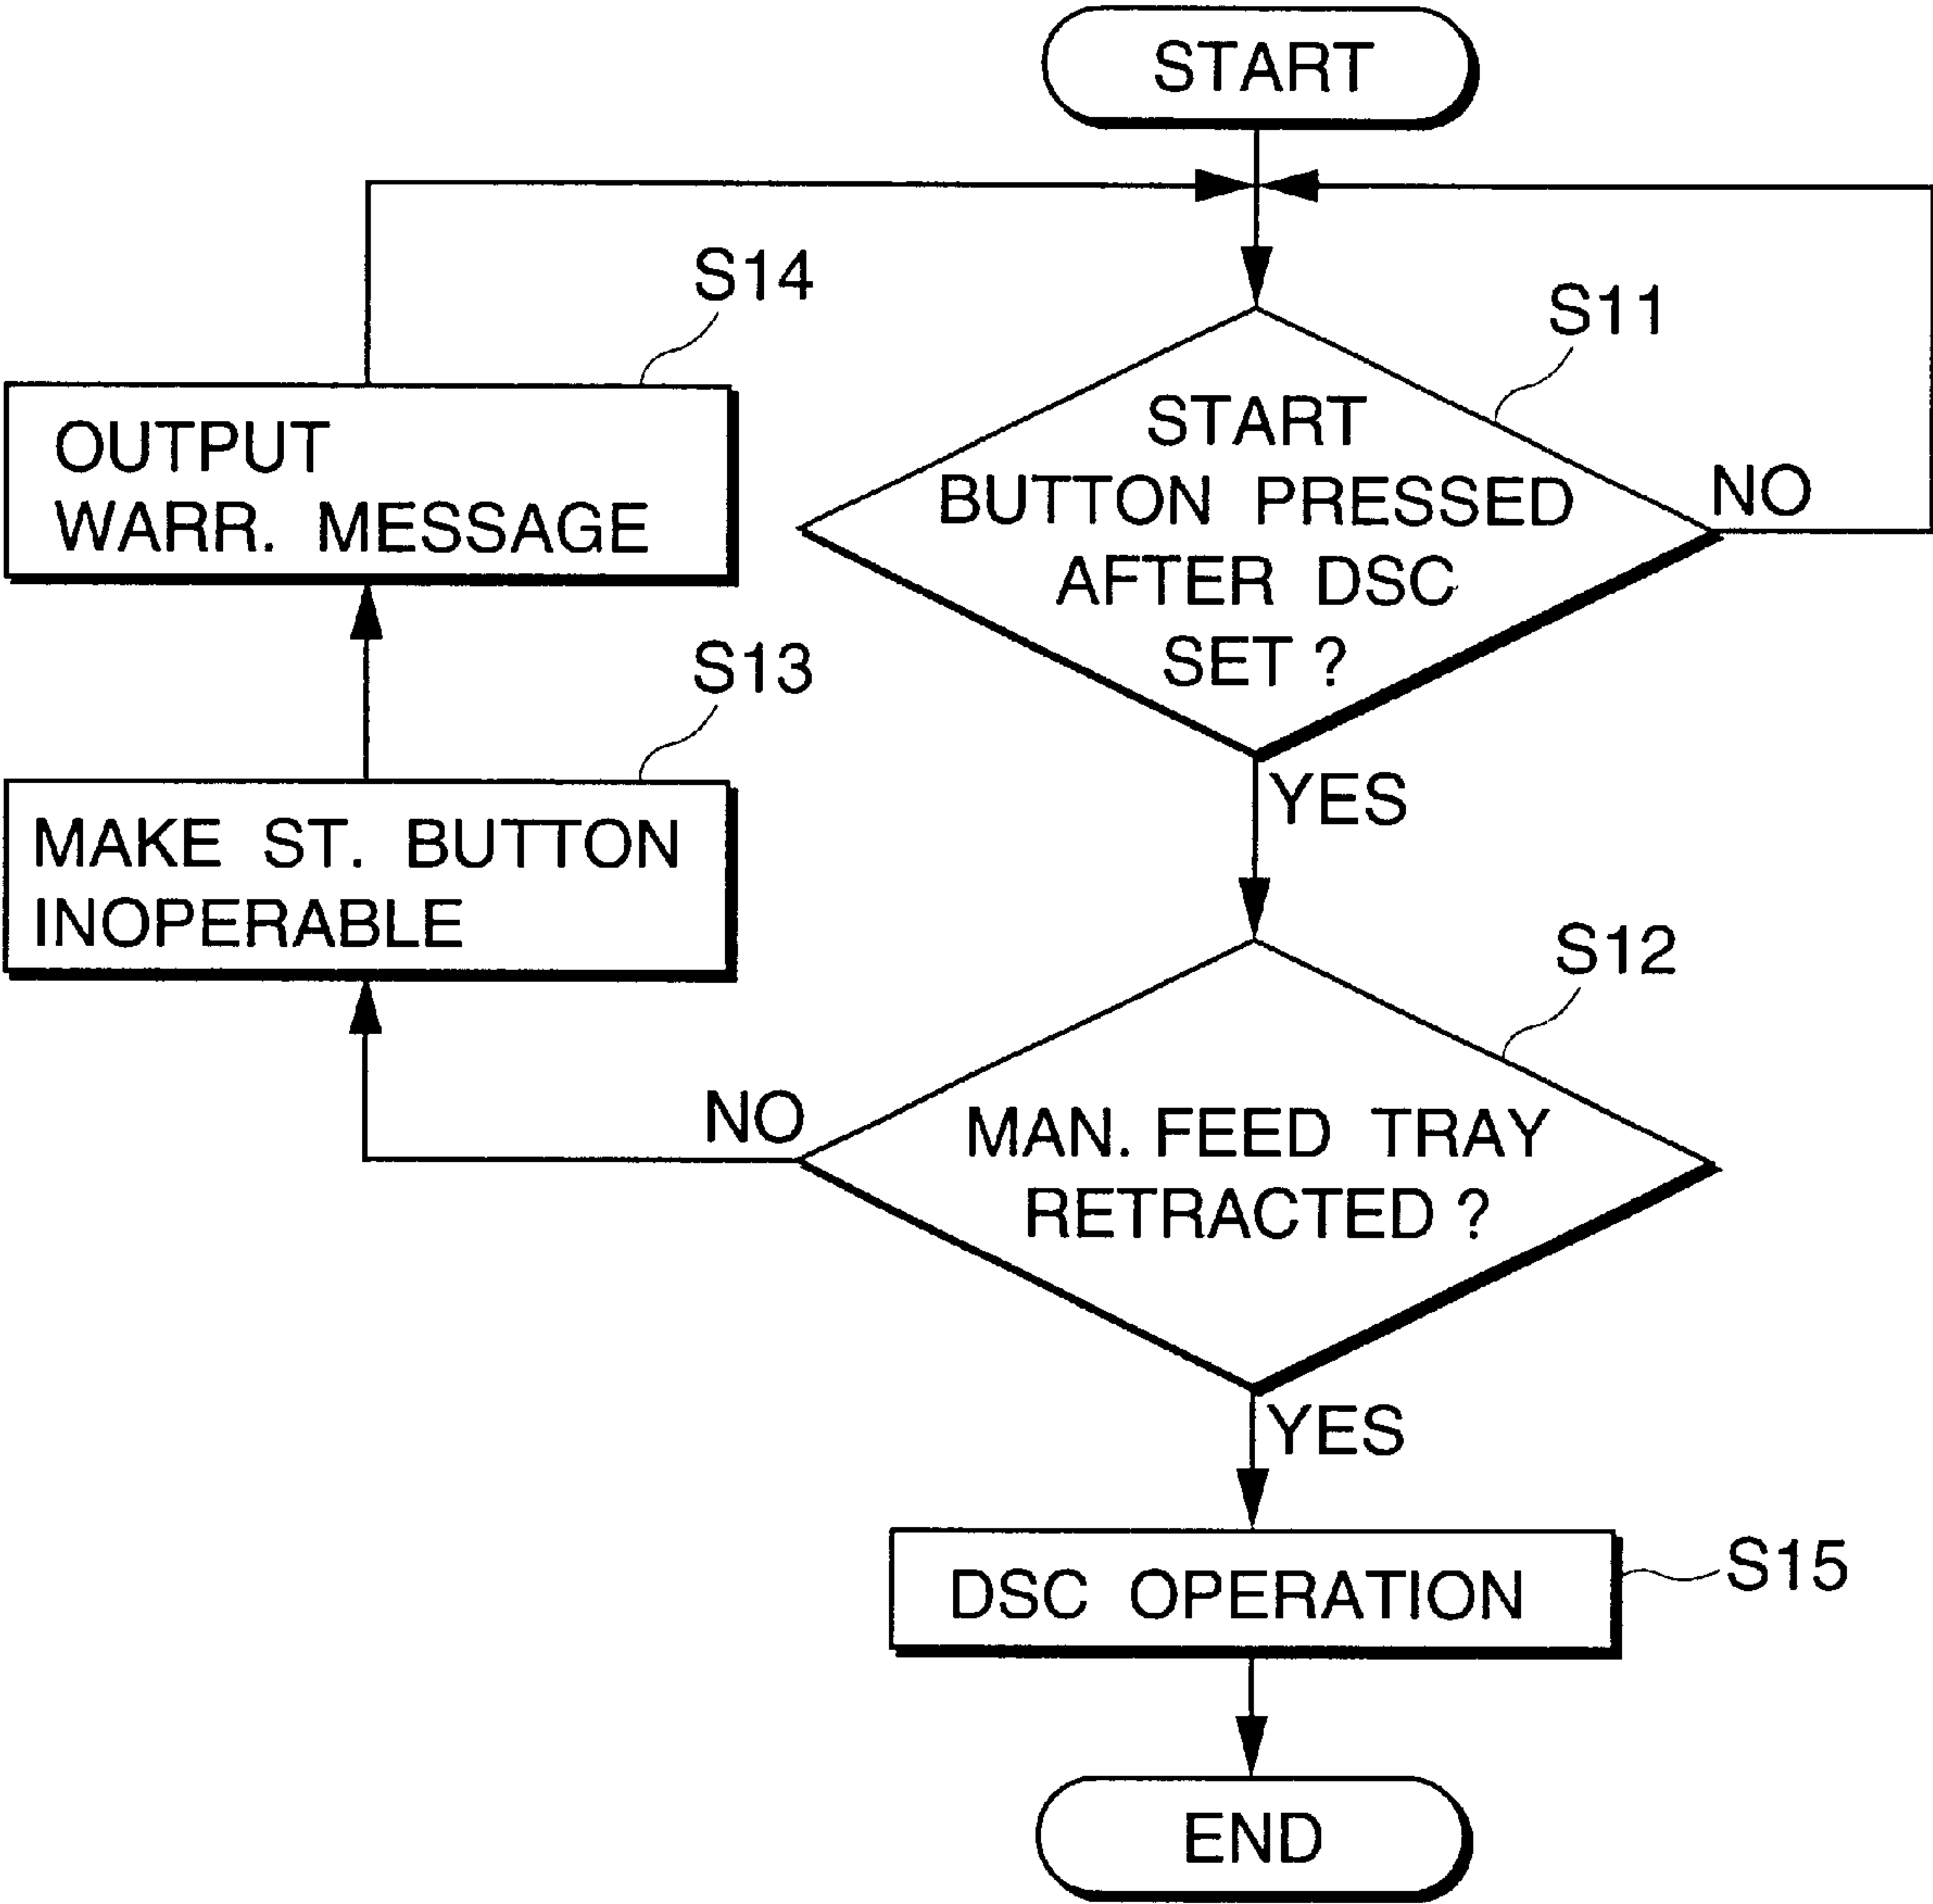 START
S14
S11
OUTPUT
WARR. MESSAGE
START
BUTTON PRESSED
AFTER DSC
SET ?
NO
S13
YES
MAKE ST. BUTTON
INOPERABLE
S12
NO
MAN. FEED TRAY
RETRACTED ?
YES
DSC OPERATION
S15
END